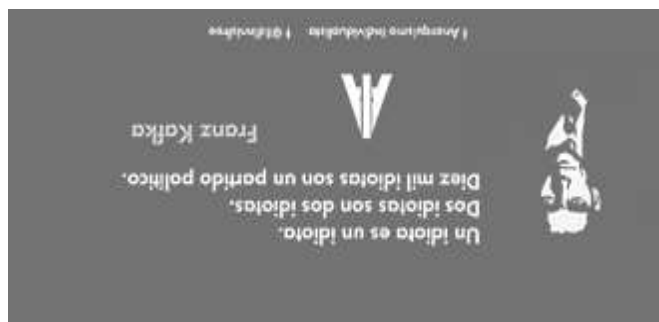 Un idiota es un idiota.
Dos idiotas son dos idiotas.
Diez mil idiotas son un partido político.
Franz Kafka
Anarquismo Individualista